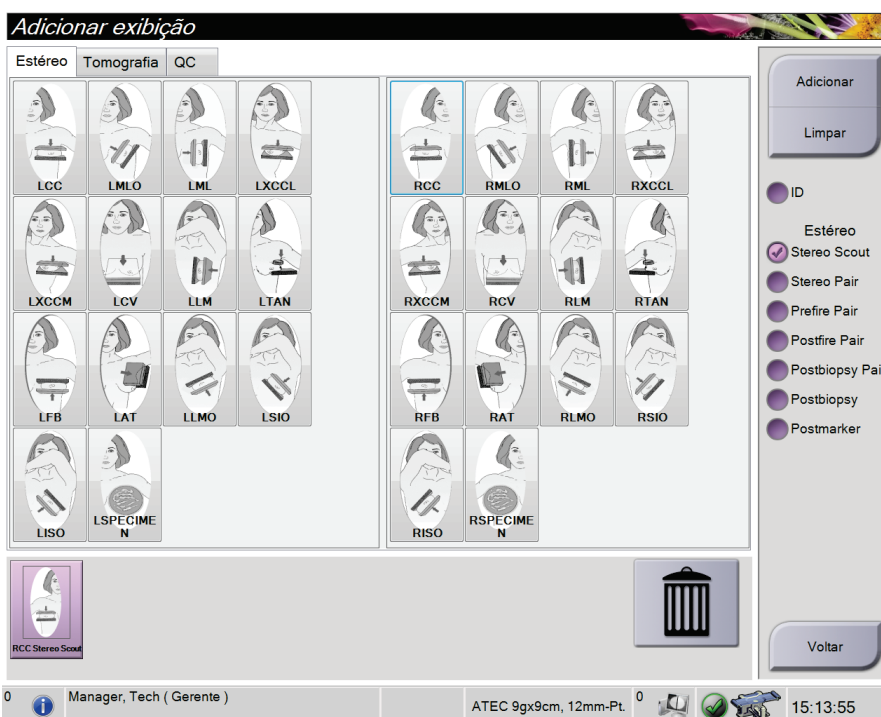 Adicionar exibição
Estéreo Tomografia QC
LCC LMLO LML LXCCL
LXCCM LCV LLM LTAN
LFB LAT LLMO LSIO
LISO LSPECIME
N
RCC RMLO RML RXCCL
RXCCM RCV RLM RTAN
RFB RAT RLMO RSIO
RISO RSPECIME
N
Adicionar
Limpar
ID
Estéreo
Stereo Scout
Stereo Pair
Prefire Pair
Postfire Pair
Postbiopsy Pai
Postbiopsy
Postmarker
RCC Stereo Scout
Voltar
0 Manager, Tech ( Gerente ) ATEC 9gx9cm, 12mm-Pt. 0 15:13:55